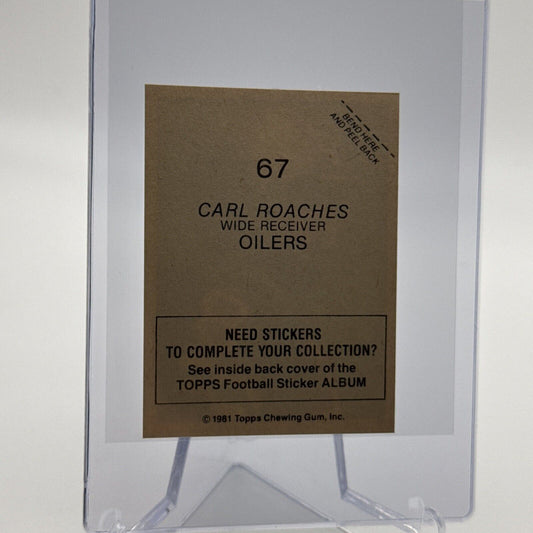 BEND HERE
AND PEEL BACK
67
CARL ROACHES
WIDE RECEIVER
OILERS
NEED STICKERS
TO COMPLETE YOUR COLLECTION?
See inside back cover of the
TOPPS Football Sticker ALBUM
© 1981 Topps Chewing Gum, Inc.